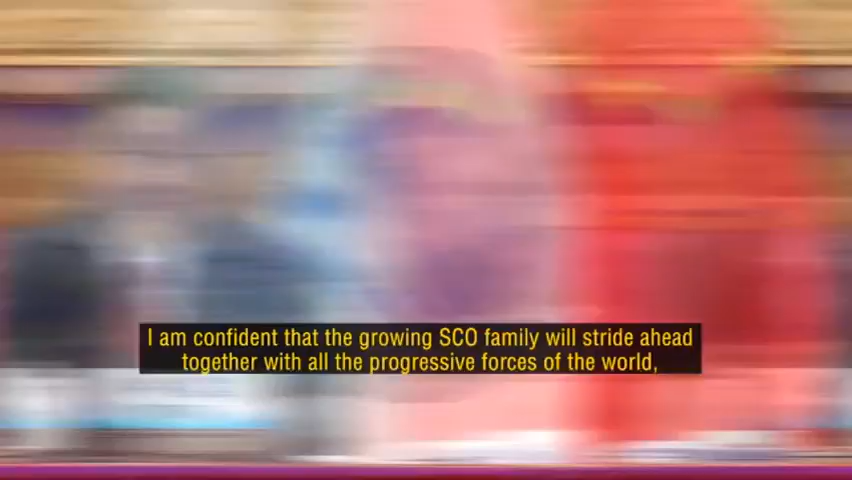 I am confident that the growing SCO family will stride ahead
together with all the progressive forces of the world,